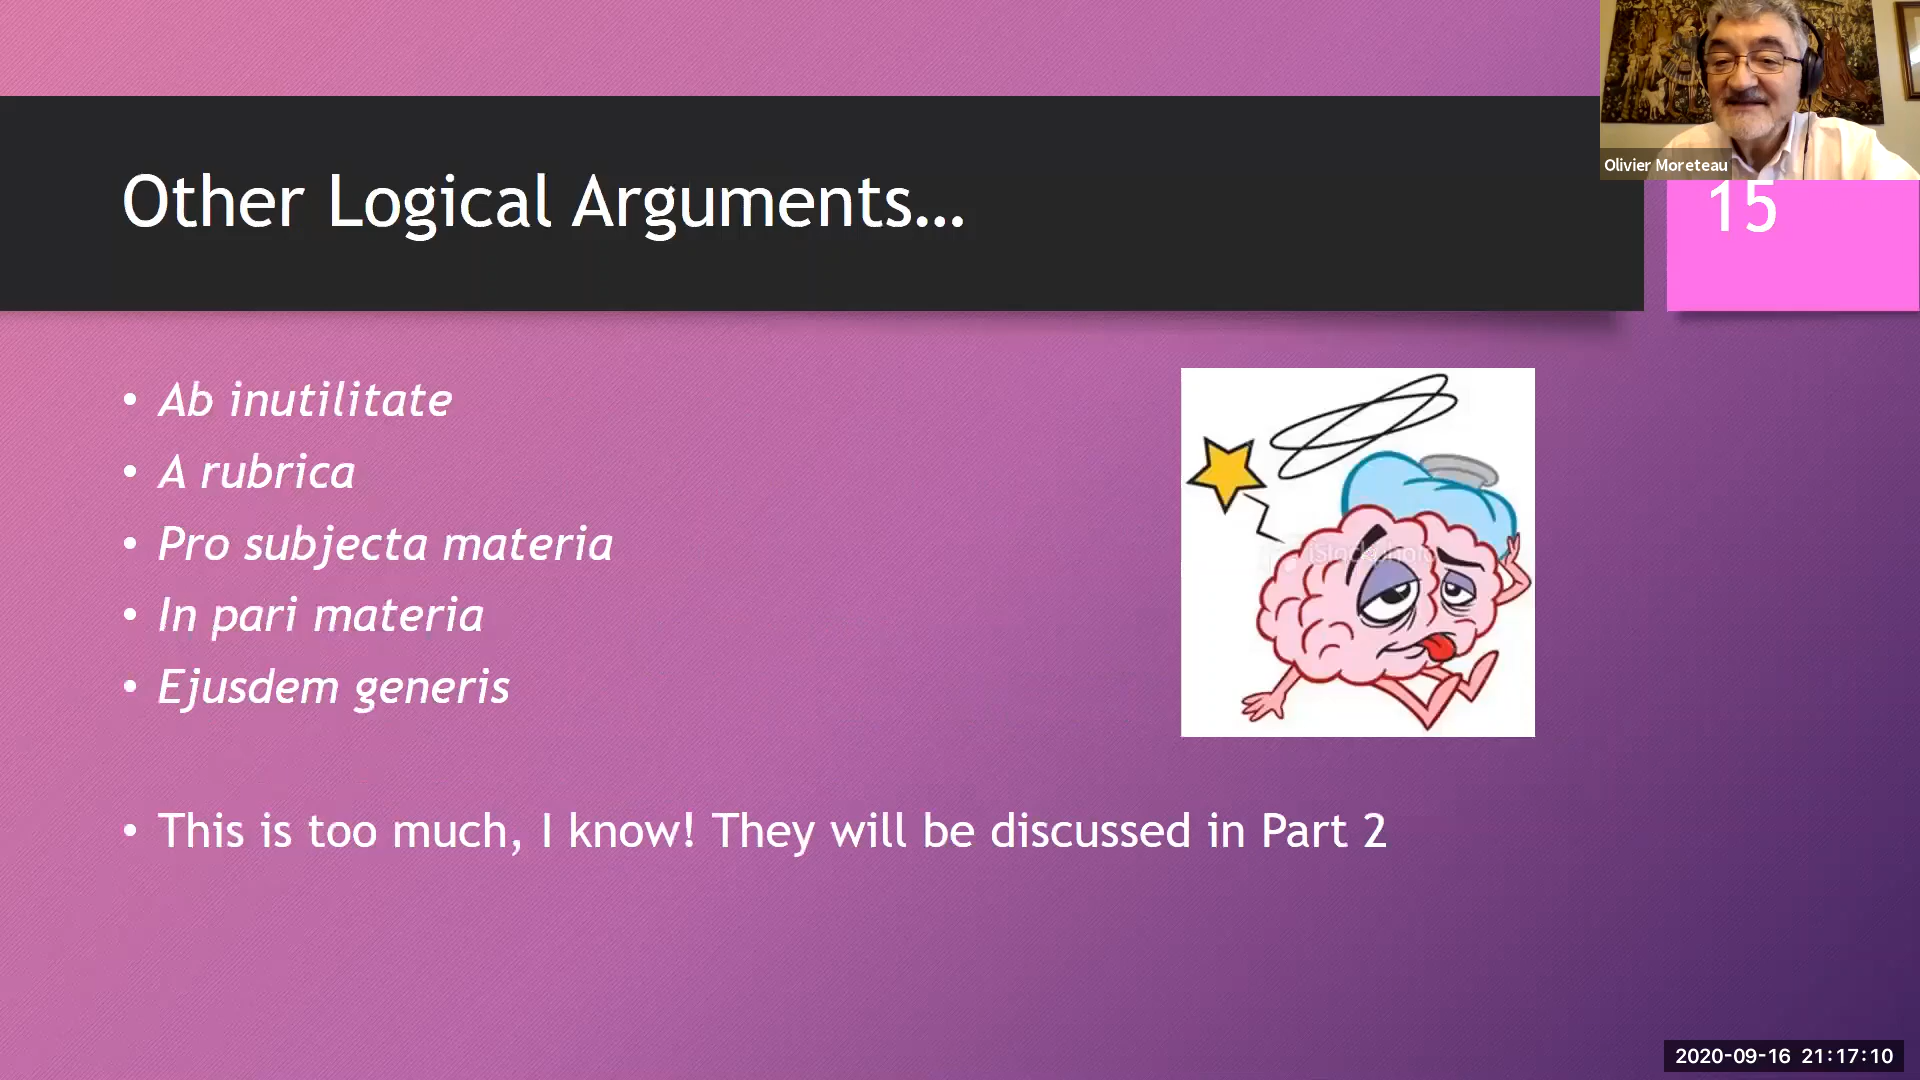 Olivier Moreteau
Other Logical Arguments...
15
• Ab inutilitate
• A rubrica
• Pro subjecta materia
• In pari materia
• Ejusdem generis
iStockphoto
• This is too much, I know! They will be discussed in Part 2
2020-09-16 21:17:10